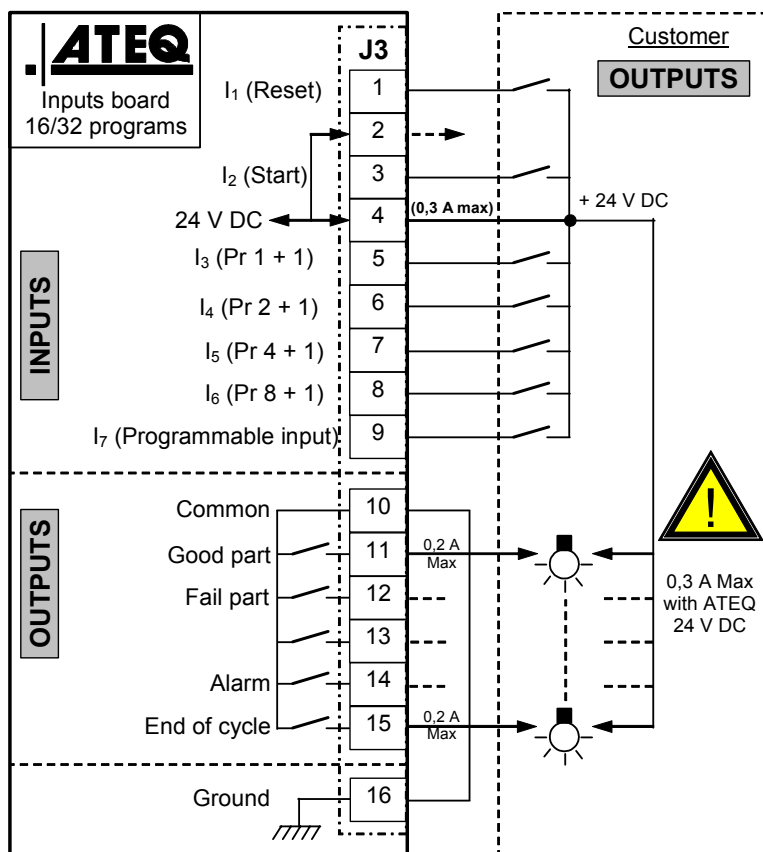 ATEQ
Inputs board
16/32 programs
J3
Customer
OUTPUTS
I₁ (Reset)
1
2
I₂ (Start)
3
24 V DC
4
(0,3 A max)
+ 24 V DC
I₃ (Pr 1 + 1)
5
I₄ (Pr 2 + 1)
6
I₅ (Pr 4 + 1)
7
I₆ (Pr 8 + 1)
8
I₇ (Programmable input)
9
INPUTS
Common
10
Good part
11
0,2 A
Max
Fail part
12
13
Alarm
14
End of cycle
15
0,2 A
Max
OUTPUTS
!
0,3 A Max
with ATEQ
24 V DC
Ground
16